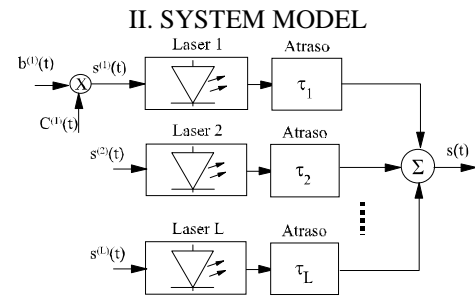 II. SYSTEM MODEL
Laser 1 Atraso
b⁽¹⁾(t) s⁽¹⁾(t)
X τ₁
C⁽¹⁾(t)
Laser 2 Atraso
s⁽²⁾(t) τ₂ Σ s(t)
Laser L Atraso
s⁽ᴸ⁾(t) τL